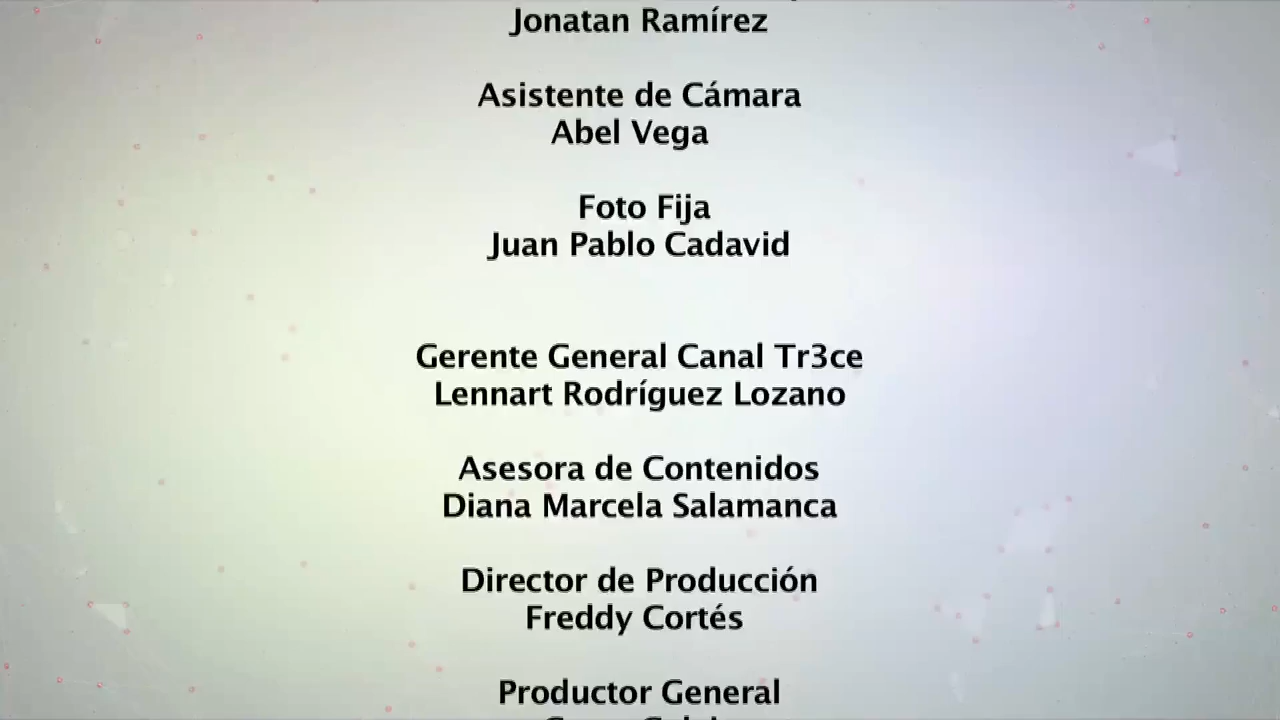 Jonatan Ramírez
Asistente de Cámara
Abel Vega
Foto Fija
Juan Pablo Cadavid
Gerente General Canal Tr3ce
Lennart Rodríguez Lozano
Asesora de Contenidos
Diana Marcela Salamanca
Director de Producción
Freddy Cortés
Productor General